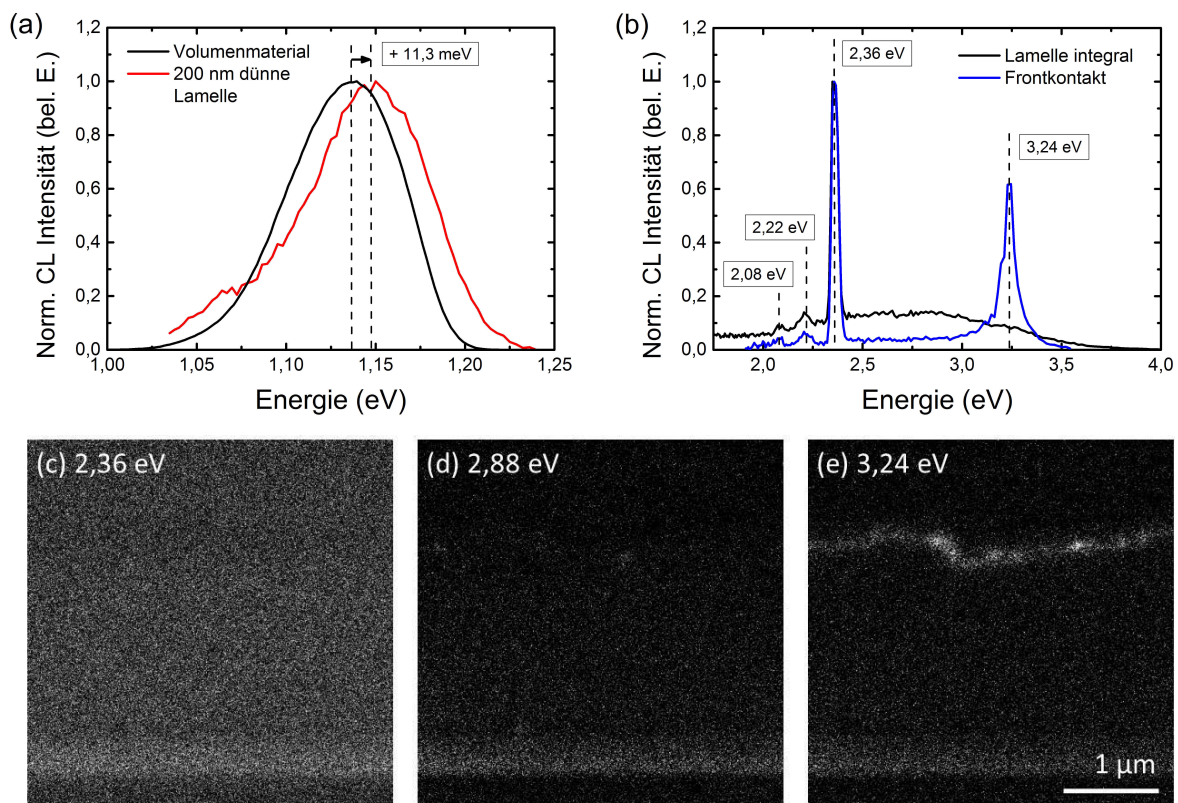 (a)
1,2
1,0
0,8
0,6
0,4
0,2
0,0
Norm. CL Intensität (bel. E.)
Volumenmaterial
200 nm dünne
Lamelle
+ 11,3 meV
1,00 1,05 1,10 1,15 1,20 1,25
Energie (eV)
(b)
1,2
1,0
0,8
0,6
0,4
0,2
0,0
Norm. CL Intensität (bel. E.)
2,36 eV
Lamelle integral
Frontkontakt
3,24 eV
2,22 eV
2,08 eV
2,0 2,5 3,0 3,5 4,0
Energie (eV)
(c) 2,36 eV
(d) 2,88 eV
(e) 3,24 eV
1 µm